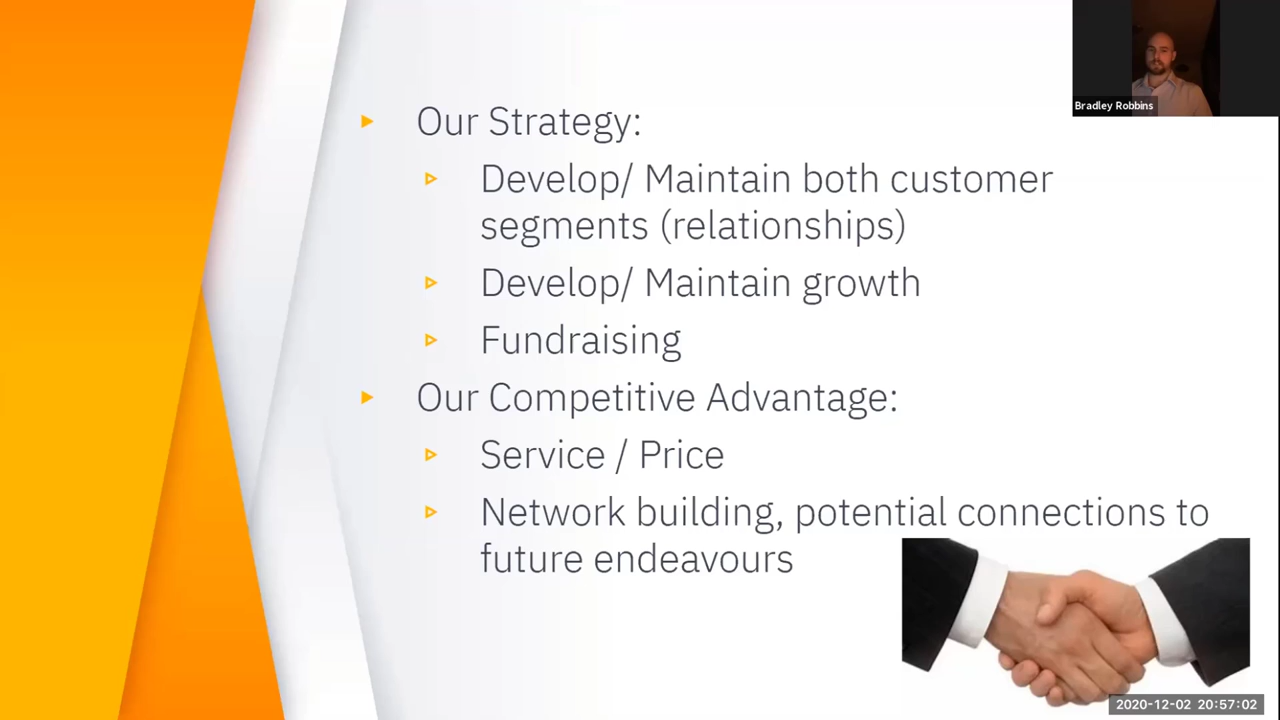 Bradley Robbins
Our Strategy:
Develop/ Maintain both customer
segments (relationships)
Develop/ Maintain growth
Fundraising
Our Competitive Advantage:
Service / Price
Network building, potential connections to
future endeavours
2020-12-02 20:57:02